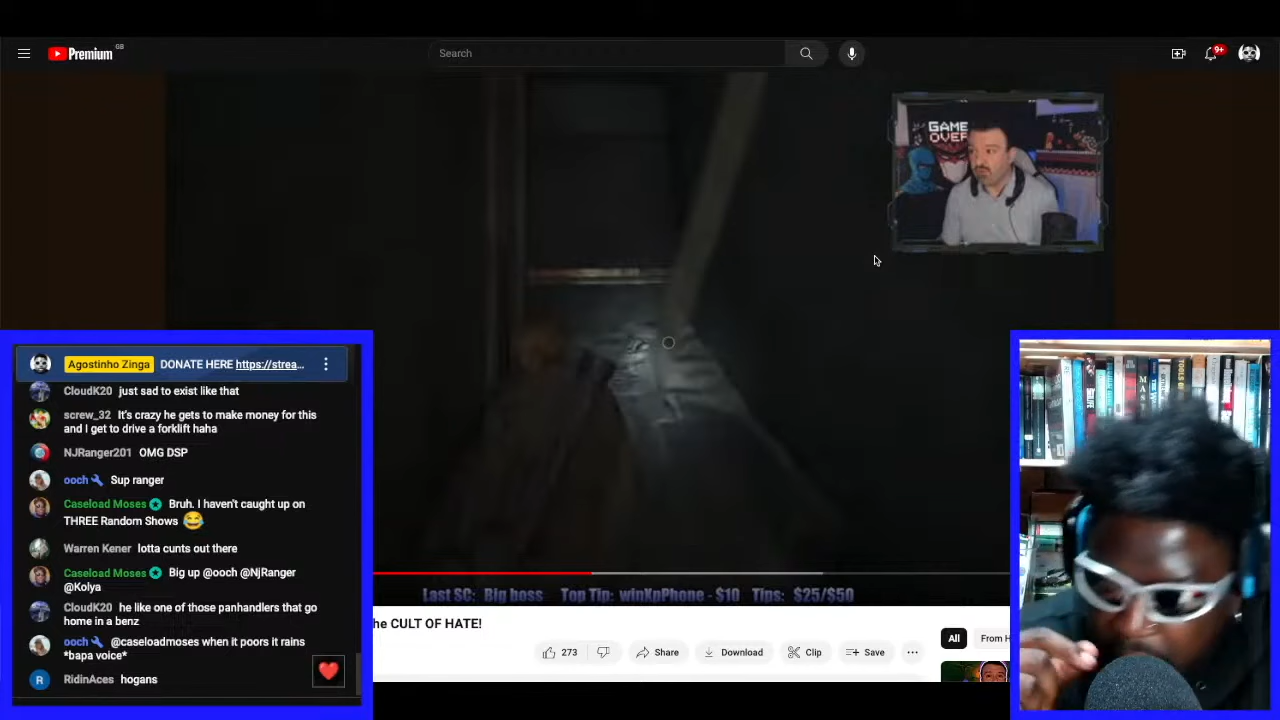 Premium GB
Search
9+
GAME
OVER
Agostinho Zinga DONATE HERE https://strea...
CloudK20 just sad to exist like that
screw_32 It's crazy he gets to make money for this
and I get to drive a forklift haha
NJRanger201 OMG DSP
ooch Sup ranger
Caseload Moses Bruh. I haven't caught up on
THREE Random Shows
Warren Kener lotta cunts out there
Caseload Moses Big up @ooch @NjRanger
@Kolya
CloudK20 he like one of those panhandlers that go
home in a benz
ooch @caseloadmoses when it poors it rains
*bapa voice*
R RidinAces hogans
Last SC: Big boss Top Tip: winXpPhone - $10 Tips: $25/$50
he CULT OF HATE!
273 Share Download Clip Save
All From H